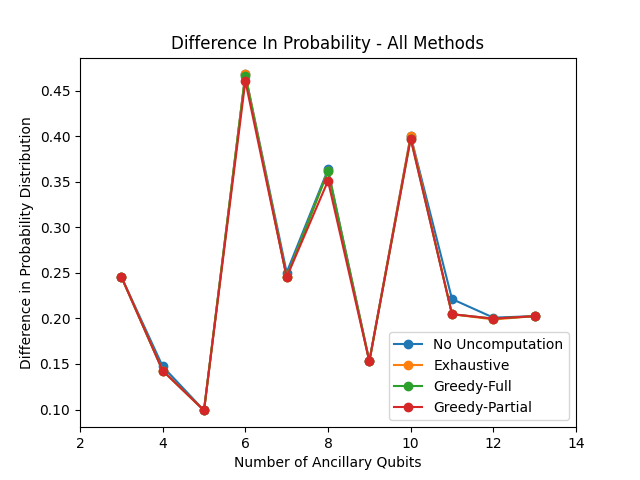 Difference In Probability - All Methods
Difference in Probability Distribution
0.45
0.40
0.35
0.30
0.25
0.20
0.15
0.10
No Uncomputation
Exhaustive
Greedy-Full
Greedy-Partial
2 4 6 8 10 12 14
Number of Ancillary Qubits